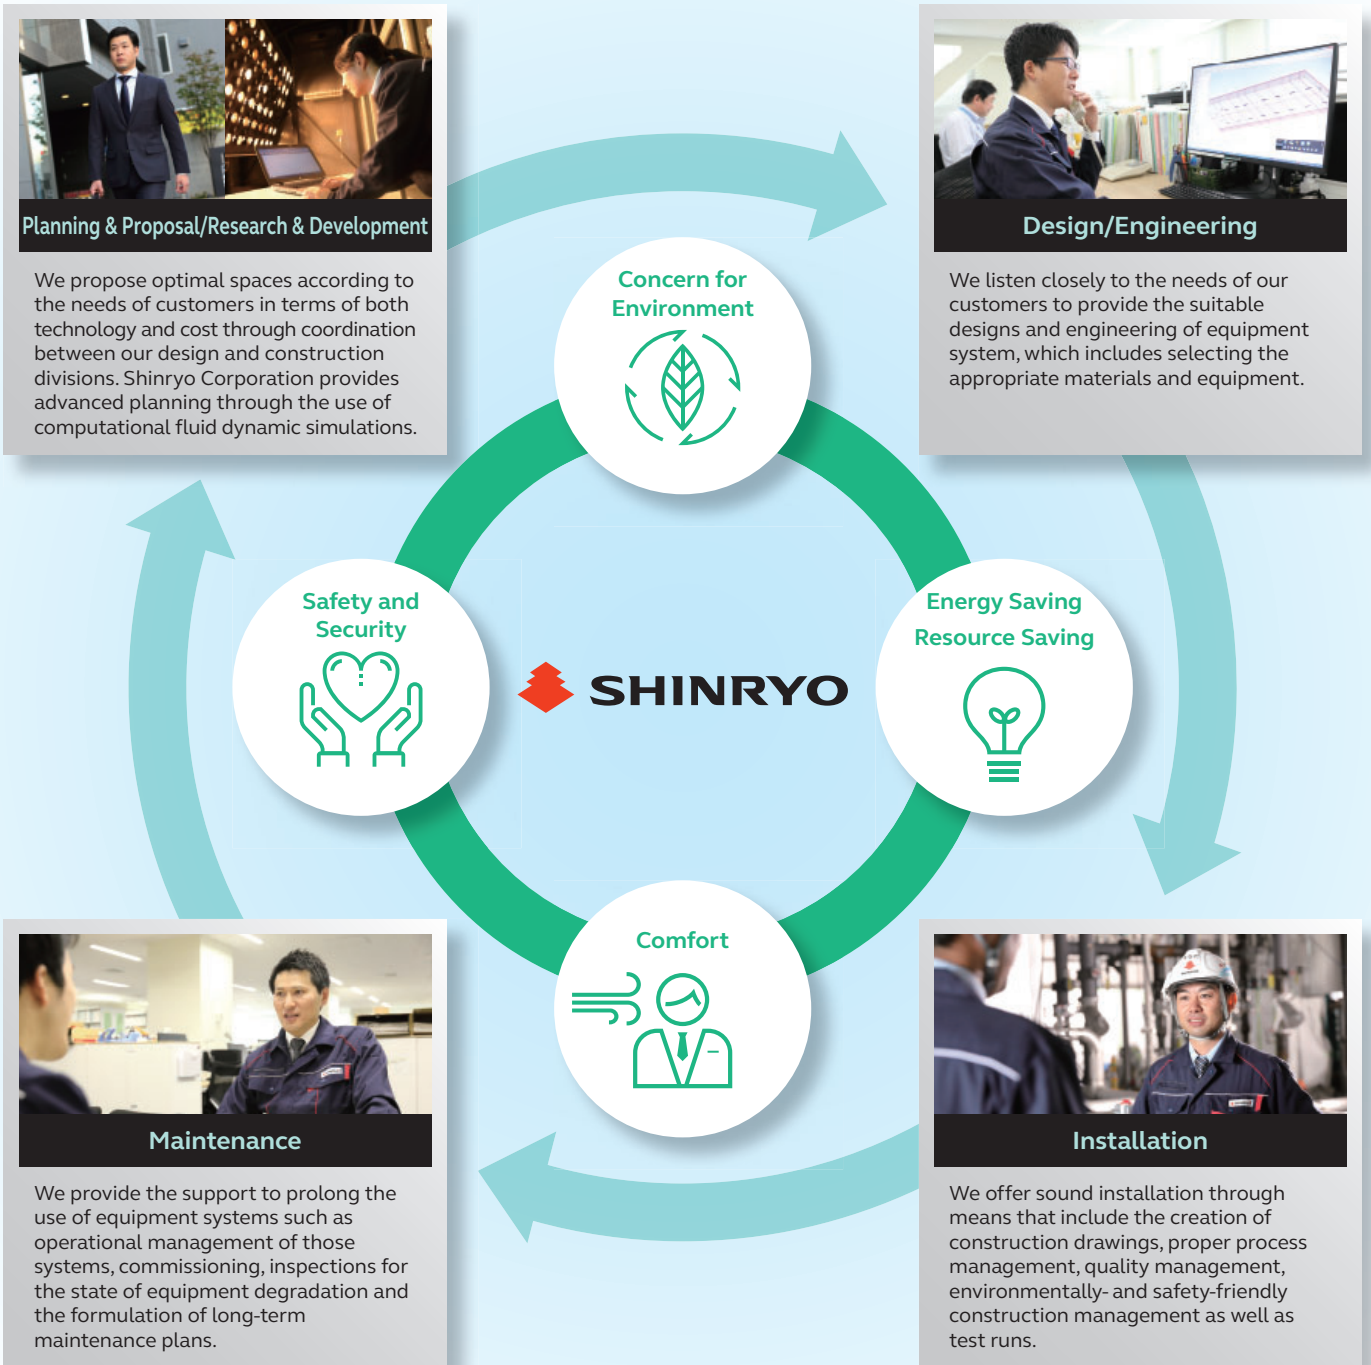 Planning & Proposal/Research & Development
We propose optimal spaces according to
the needs of customers in terms of both
technology and cost through coordination
between our design and construction
divisions. Shinryo Corporation provides
advanced planning through the use of
computational fluid dynamic simulations.
Design/Engineering
We listen closely to the needs of our
customers to provide the suitable
designs and engineering of equipment
system, which includes selecting the
appropriate materials and equipment.
Concern for
Environment
Safety and
Security
SHINRYO
Energy Saving
Resource Saving
Comfort
Maintenance
We provide the support to prolong the
use of equipment systems such as
operational management of those
systems, commissioning, inspections for
the state of equipment degradation and
the formulation of long-term
maintenance plans.
Installation
We offer sound installation through
means that include the creation of
construction drawings, proper process
management, quality management,
environmentally- and safety-friendly
construction management as well as
test runs.